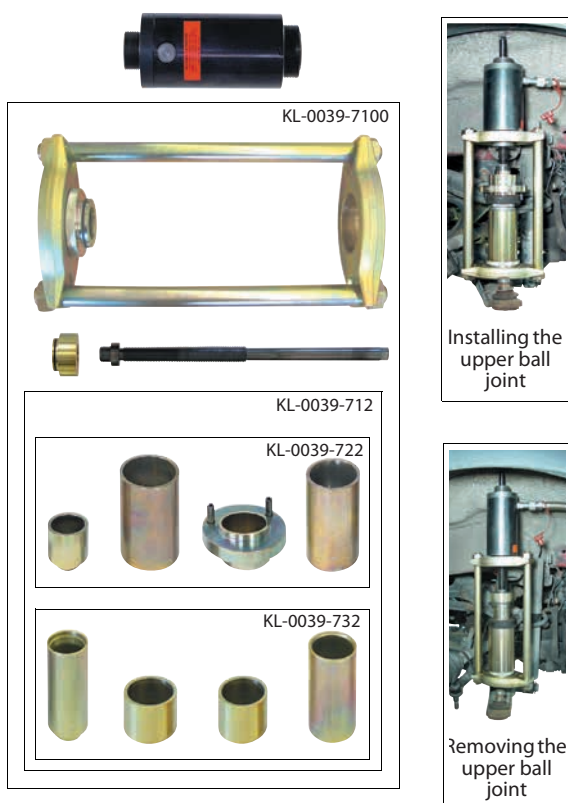 KL-0039-7100
KL-0039-712
KL-0039-722
KL-0039-732
Installing the
upper ball
joint
Removing the
upper ball
joint